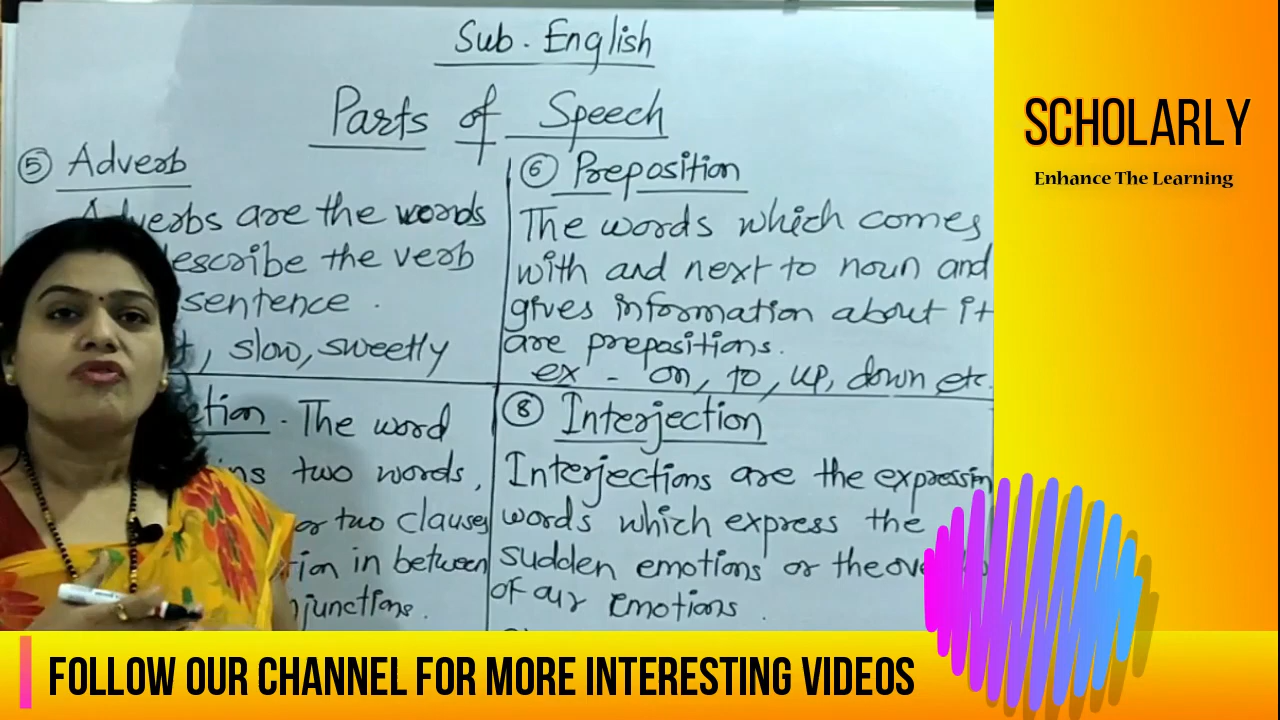 Sub. English
Parts of Speech
5 Adverb
Adverbs are the words
describe the verb
sentence.
, slow, sweetly
6 Preposition
The words which comes
with and next to noun and
gives information about it
are prepositions.
ex - on, to, up, down etc.
The word
two words,
or two clauses
in between
8 Interjection
Interjections are the
words which express the
sudden emotions or the
of our Emotions.
SCHOLARLY
Enhance The Learning
FOLLOW OUR CHANNEL FOR MORE INTERESTING VIDEOS